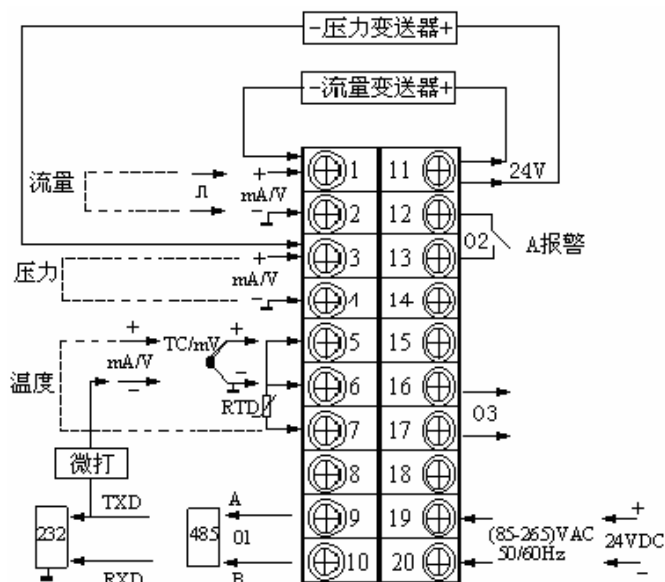 -压力变送器+
-流量变送器+
流量
⎍
+
mA/V
-
1
11
24V
2
12
O2
A报警
压力
+
mA/V
-
3
13
4
14
+
TC/mV
+
5
15
温度
mA/V
-
-
RTD
6
16
O3
7
17
微打
8
18
232
TXD
RXD
485
A
01
B
9
19
10
20
(85-265)VAC
50/60Hz
+
24VDC
-